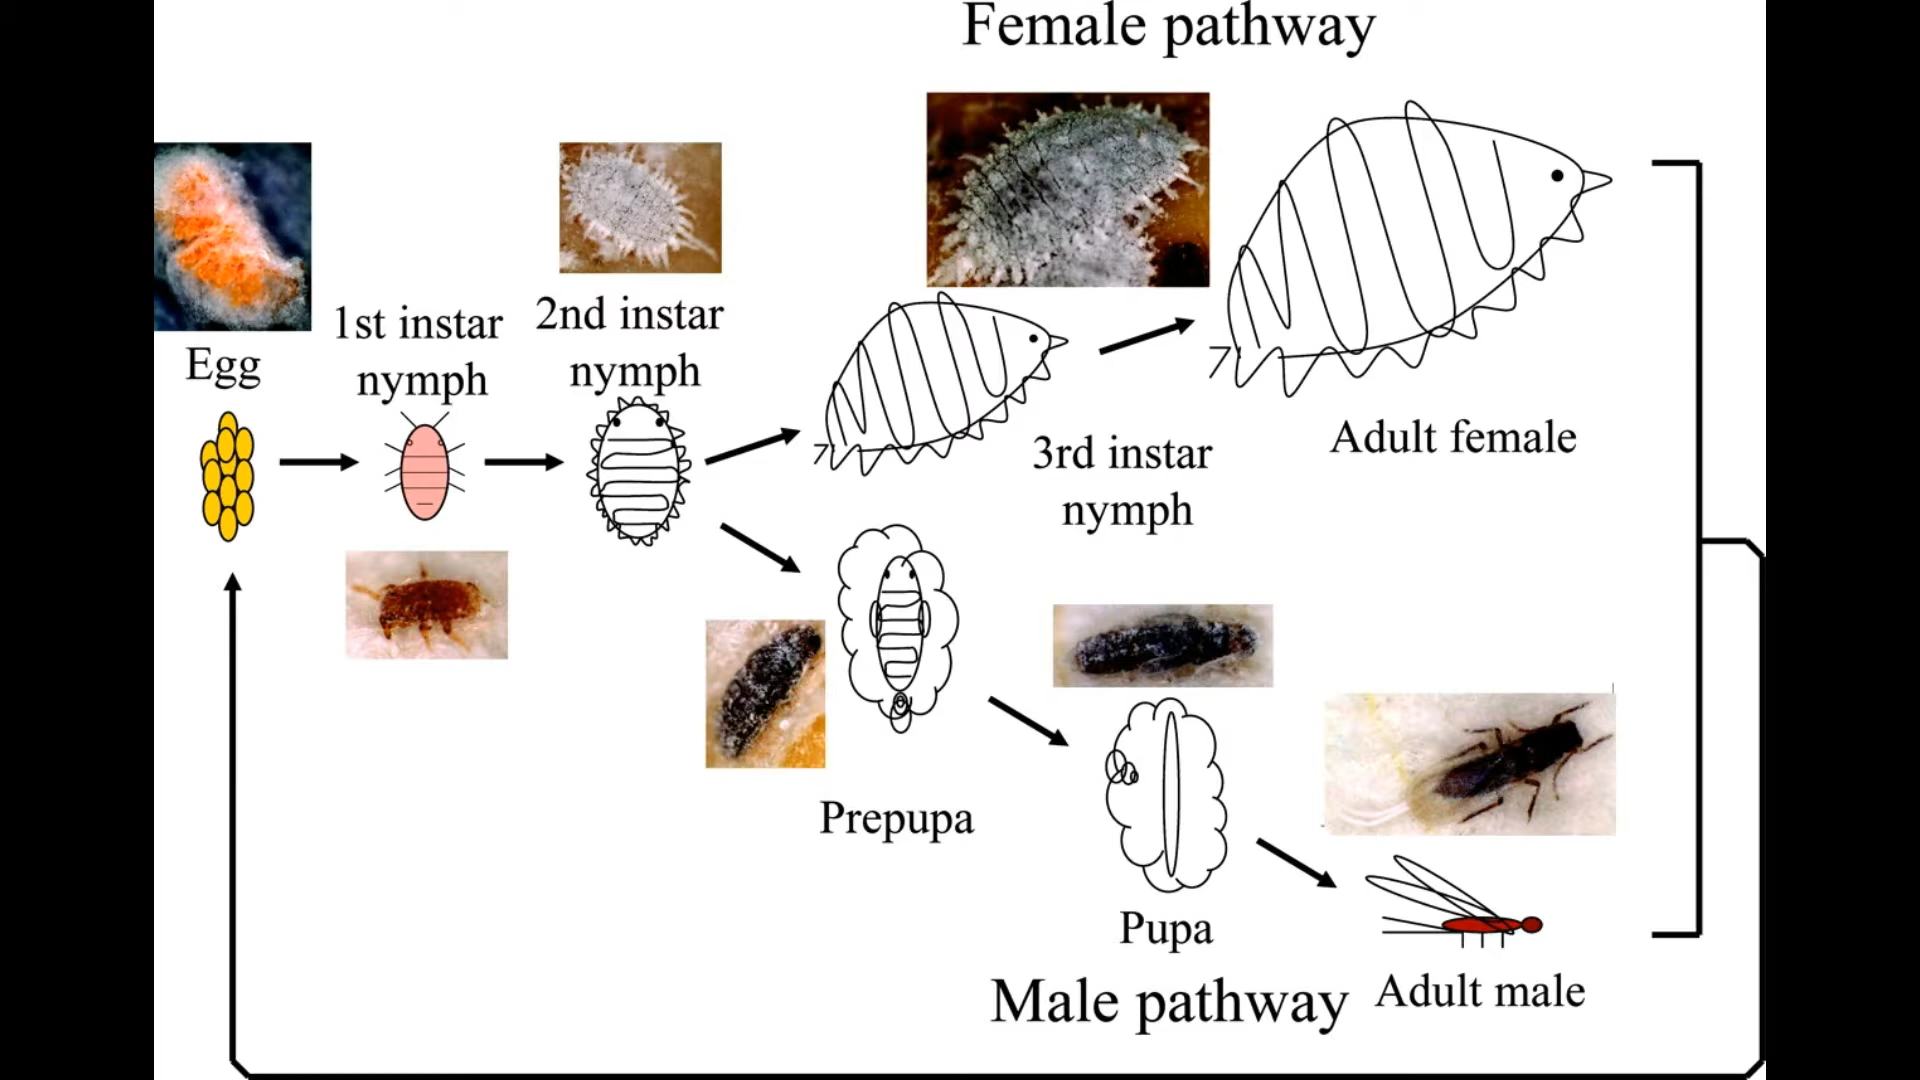 Female pathway
Egg
1st instar
nymph
2nd instar
nymph
3rd instar
nymph
Adult female
Prepupa
Pupa
Adult male
Male pathway